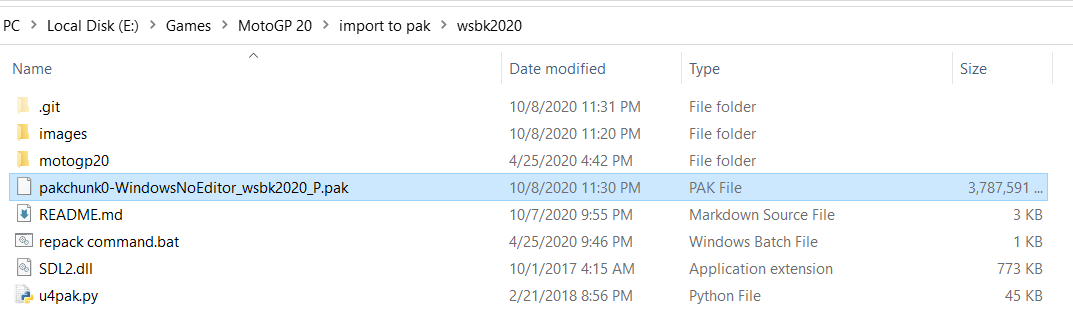 PC > Local Disk (E:) > Games > MotoGP 20 > import to pak > wsbk2020
Name Date modified Type Size
.git 10/8/2020 11:31 PM File folder
images 10/8/2020 11:20 PM File folder
motogp20 4/25/2020 4:42 PM File folder
pakchunk0-WindowsNoEditor_wsbk2020_P.pak 10/8/2020 11:30 PM PAK File 3,787,591 ...
README.md 10/7/2020 9:55 PM Markdown Source File 3 KB
repack command.bat 4/25/2020 9:46 PM Windows Batch File 1 KB
SDL2.dll 10/1/2017 4:15 AM Application extension 773 KB
u4pak.py 2/21/2018 8:56 PM Python File 45 KB